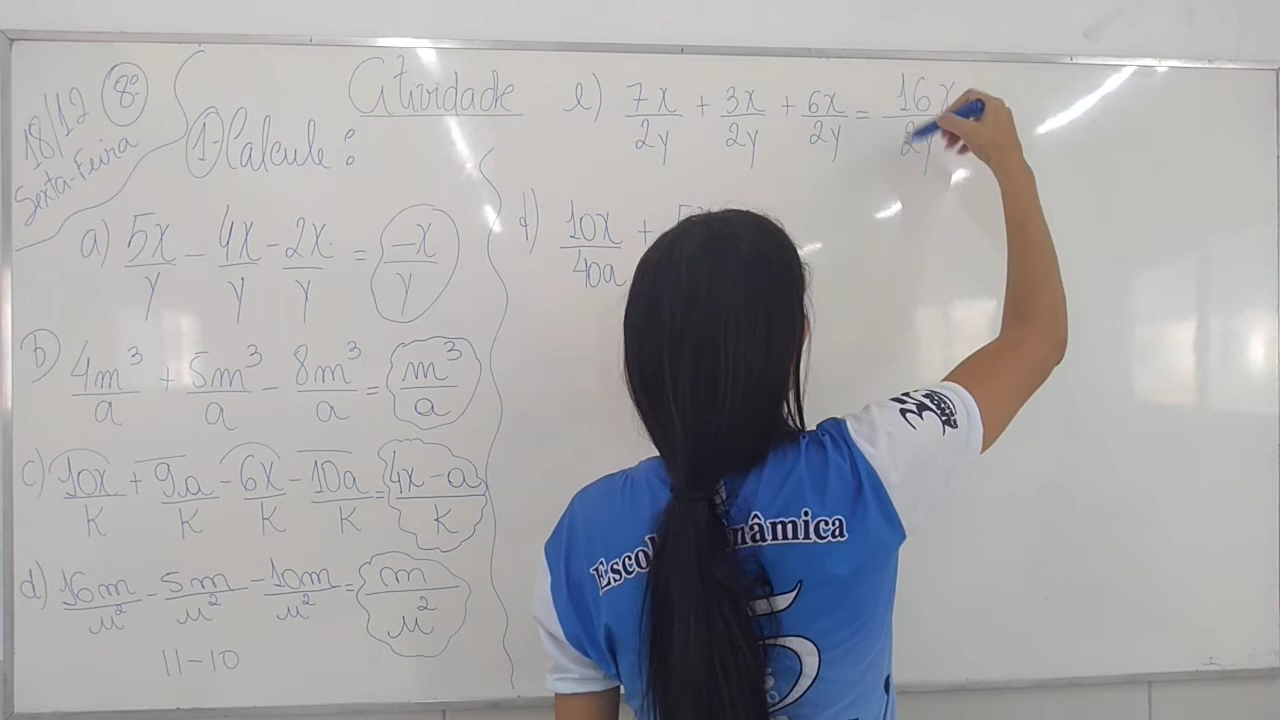 18/12 8º
Sexta-Feira
Atividade
1- Calcule:
a) 5x/y - 4x/y - 2x/y = -x/y
b) 4m³/a + 5m³/a - 8m³/a = m³/a
c) 10x/k + 9a/k - 6x/k - 10a/k = 4x-a/k
d) 16m/u² - 5m/u² - 10m/u² = m/u²
11-10
e) 7x/2y + 3x/2y + 6x/2y = 16x/2y
f) 10x/40a +
Escol nâmica